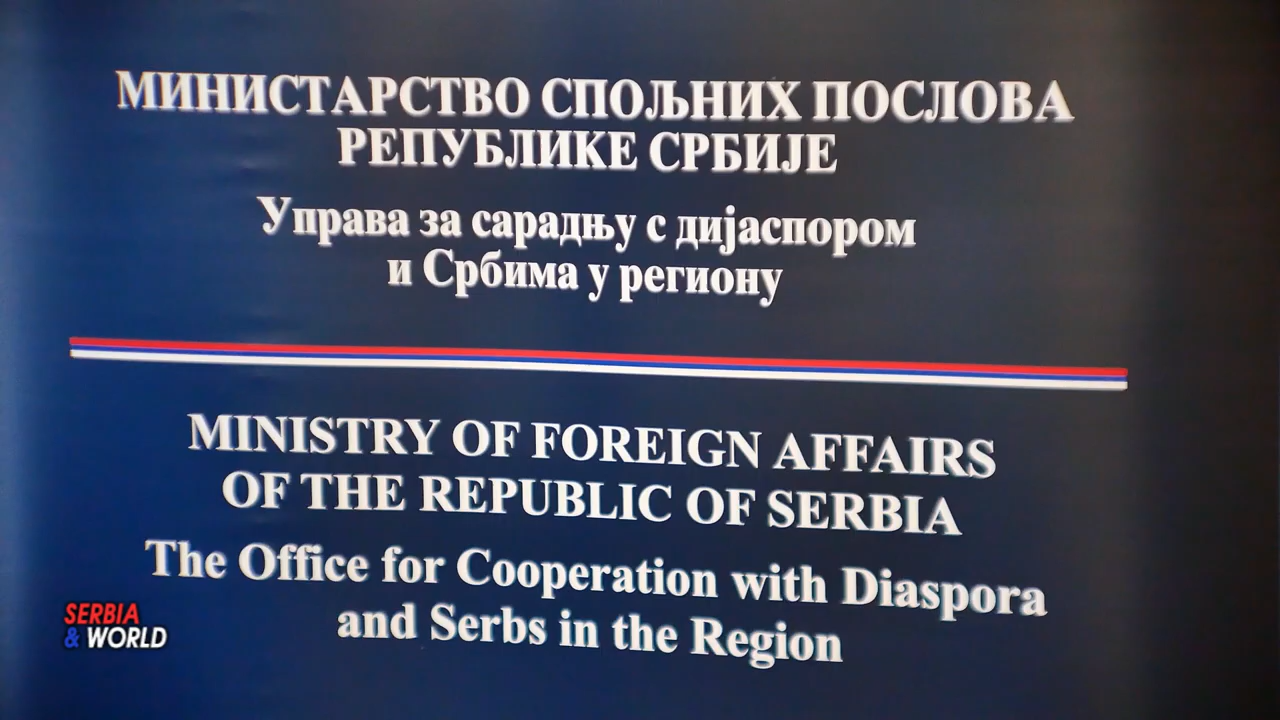 МИНИСТАРСТВО СПОЉНИХ ПОСЛОВА
РЕПУБЛИКЕ СРБИЈЕ
Управа за сарадњу с дијаспором
и Србима у региону
MINISTRY OF FOREIGN AFFAIRS
OF THE REPUBLIC OF SERBIA
The Office for Cooperation with Diaspora
and Serbs in the Region
SERBIA
& WORLD